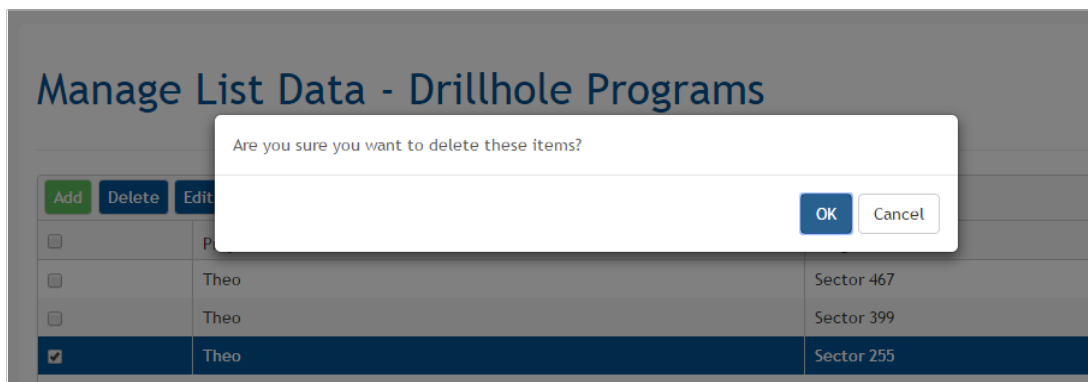 Manage List Data - Drillhole Programs
Are you sure you want to delete these items?
OK Cancel
Add Delete Edit
Theo Sector 467
Theo Sector 399
Theo Sector 255